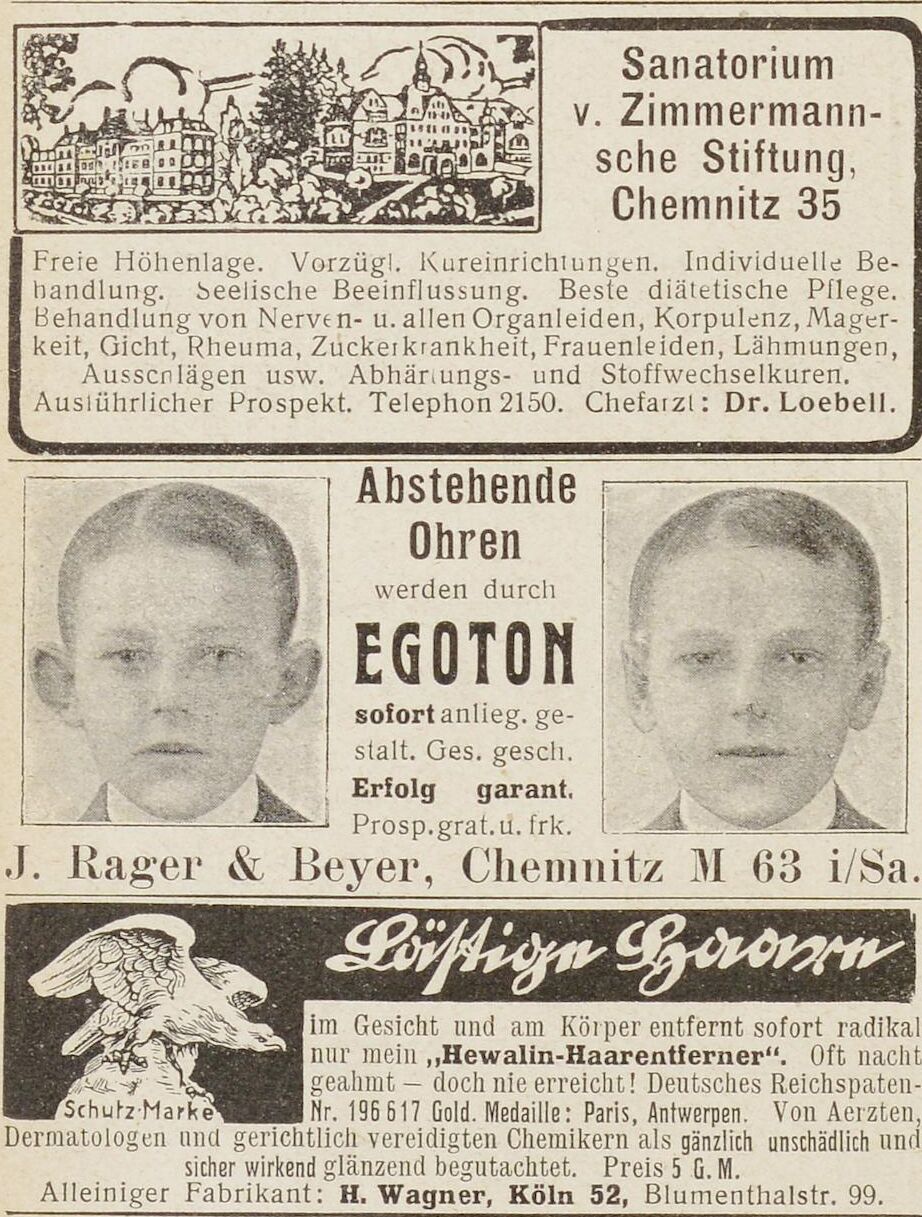 Sanatorium
v. Zimmermann-
sche Stiftung,
Chemnitz 35
Freie Höhenlage. Vorzügl. Kureinrichtungen. Individuelle Be-
handlung. Seelische Beeinflussung. Beste diätetische Pflege.
Behandlung von Nerven- u. allen Organleiden, Korpulenz, Mager-
keit, Gicht, Rheuma, Zuckerkrankheit, Frauenleiden, Lähmungen,
Ausschlägen usw. Abhärtungs- und Stoffwechselkuren.
Ausführlicher Prospekt. Telephon 2150. Chefarzt: Dr. Loebell.
Abstehende
Ohren
werden durch
EGOTON
sofort anlieg. ge-
stalt. Ges. gesch.
Erfolg garant.
Prosp. grat. u. frk.
J. Rager & Beyer, Chemnitz M 63 i/Sa.
Lästige Haare
im Gesicht und am Körper entfernt sofort radikal
nur mein „Hewalin-Haarentferner“. Oft nacht
geahmt — doch nie erreicht! Deutsches Reichspaten-
Nr. 196617 Gold. Medaille: Paris, Antwerpen. Von Aerzten,
Schutz-Marke
Dermatologen und gerichtlich vereidigten Chemikern als gänzlich unschädlich und
sicher wirkend glänzend begutachtet. Preis 5 G.M.
Alleiniger Fabrikant: H. Wagner, Köln 52, Blumenthalstr. 99.